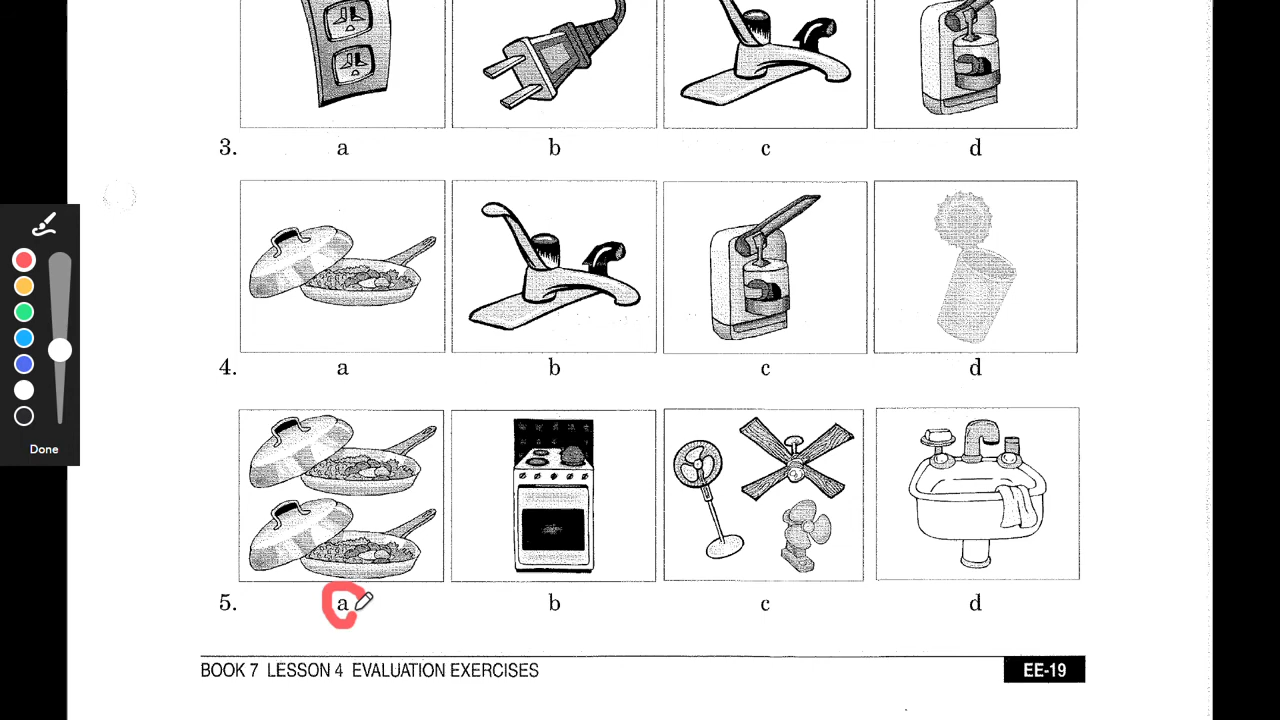 3. a b c d
4. a b c d
5. a b c d
BOOK 7 LESSON 4 EVALUATION EXERCISES EE-19
Done